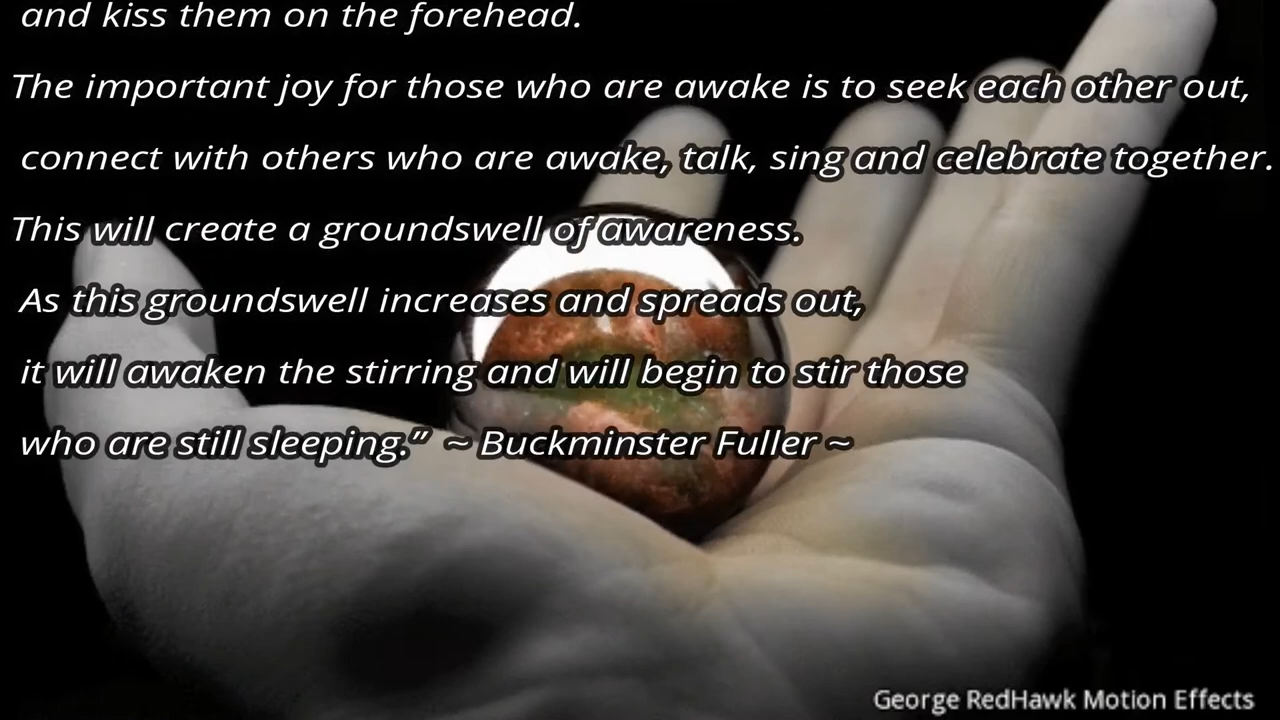 and kiss them on the forehead.
The important joy for those who are awake is to seek each other out,
connect with others who are awake, talk, sing and celebrate together.
This will create a groundswell of awareness.
As this groundswell increases and spreads out,
it will awaken the stirring and will begin to stir those
who are still sleeping.” ~ Buckminster Fuller ~
George RedHawk Motion Effects